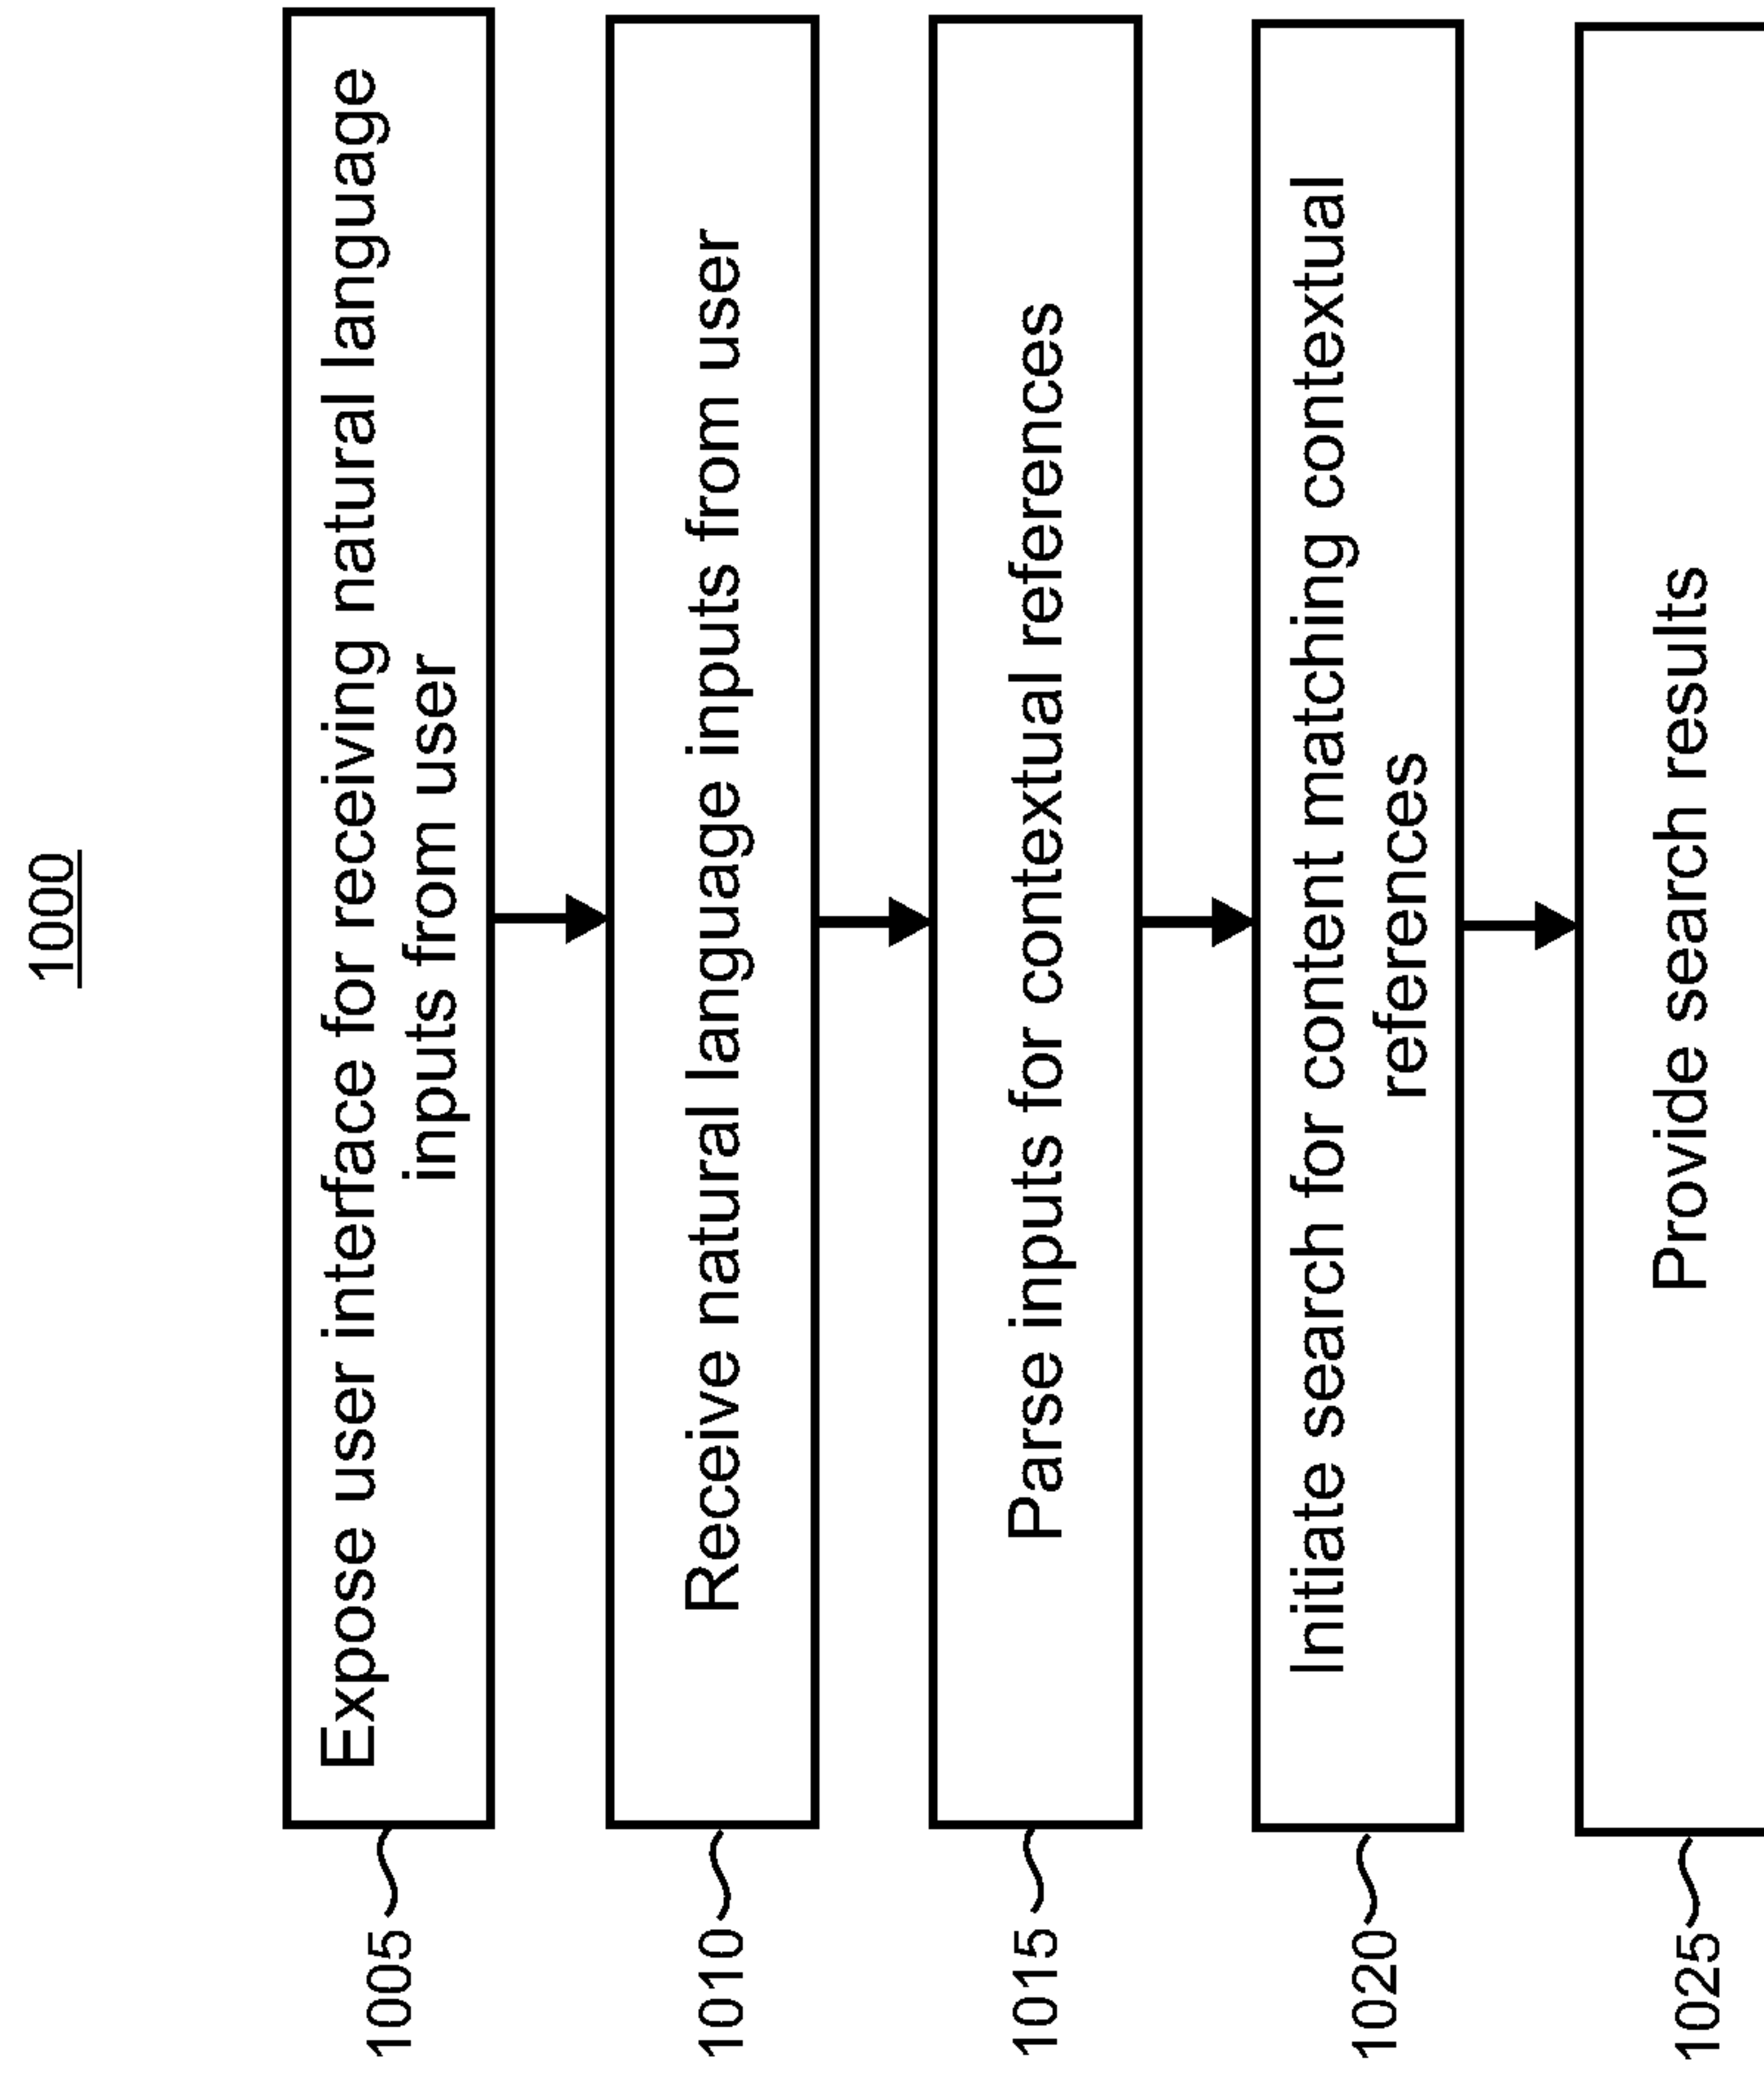 1000
1005
Expose user interface for receiving natural language
inputs from user
1010
Receive natural language inputs from user
1015
Parse inputs for contextual references
1020
Initiate search for content matching contextual
references
1025
Provide search results